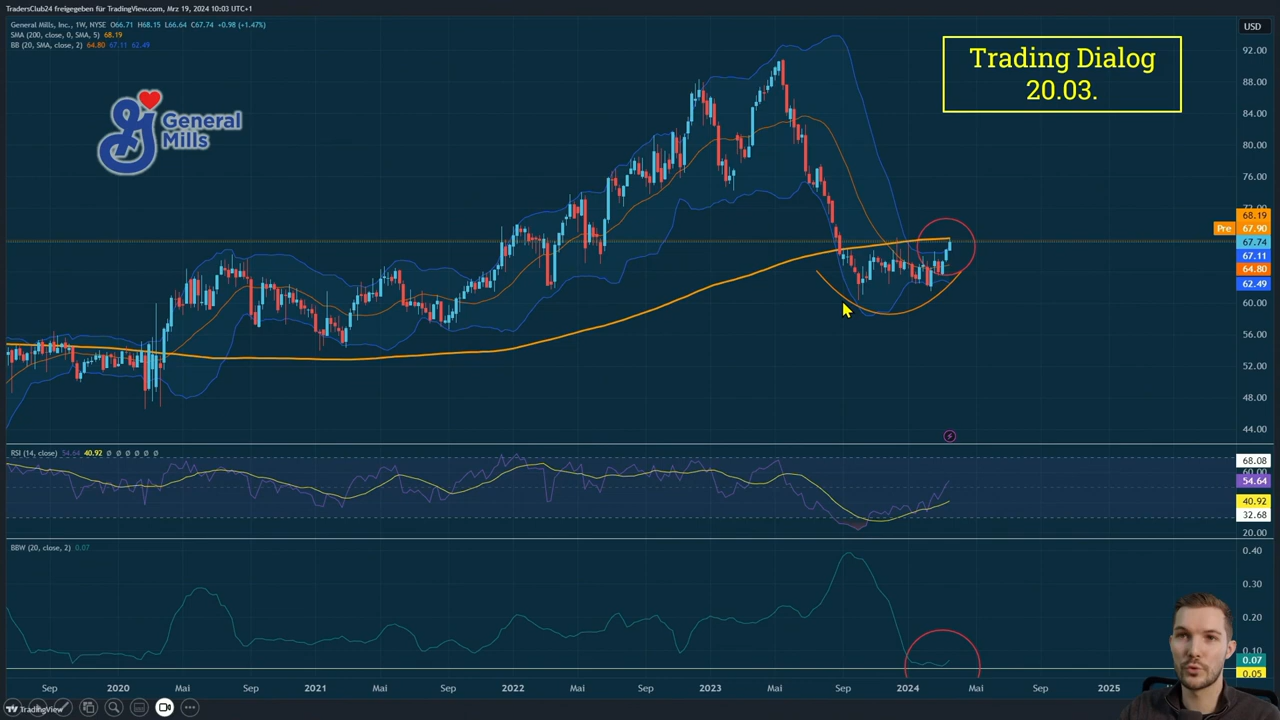 TradersClub24 freigegeben für TradingView.com, Mrz 19, 2024 10:03 UTC+1
General Mills, Inc., 1W, NYSE O66.71 H68.15 L66.64 C67.74 +0.98 (+1.47%)
SMA (200, close, 0, SMA, 5) 68.19
BB (20, SMA, close, 2) 64.80 67.11 62.49
USD
Trading Dialog
20.03.
General
Mills
92.00
88.00
84.00
80.00
76.00
72.00
68.19
Pre 67.90
67.74
67.11
64.80
62.49
60.00
56.00
52.00
48.00
44.00
RSI (14, close) 54.64 40.92 Ø Ø Ø Ø Ø
68.08
60.00
54.64
40.92
32.68
20.00
BBW (20, close, 2) 0.07
0.40
0.30
0.20
0.10
0.07
0.05
Sep 2020 Mai Sep 2021 Mai Sep 2022 Mai Sep 2023 Mai Sep 2024 Mai Sep 2025
TradingView